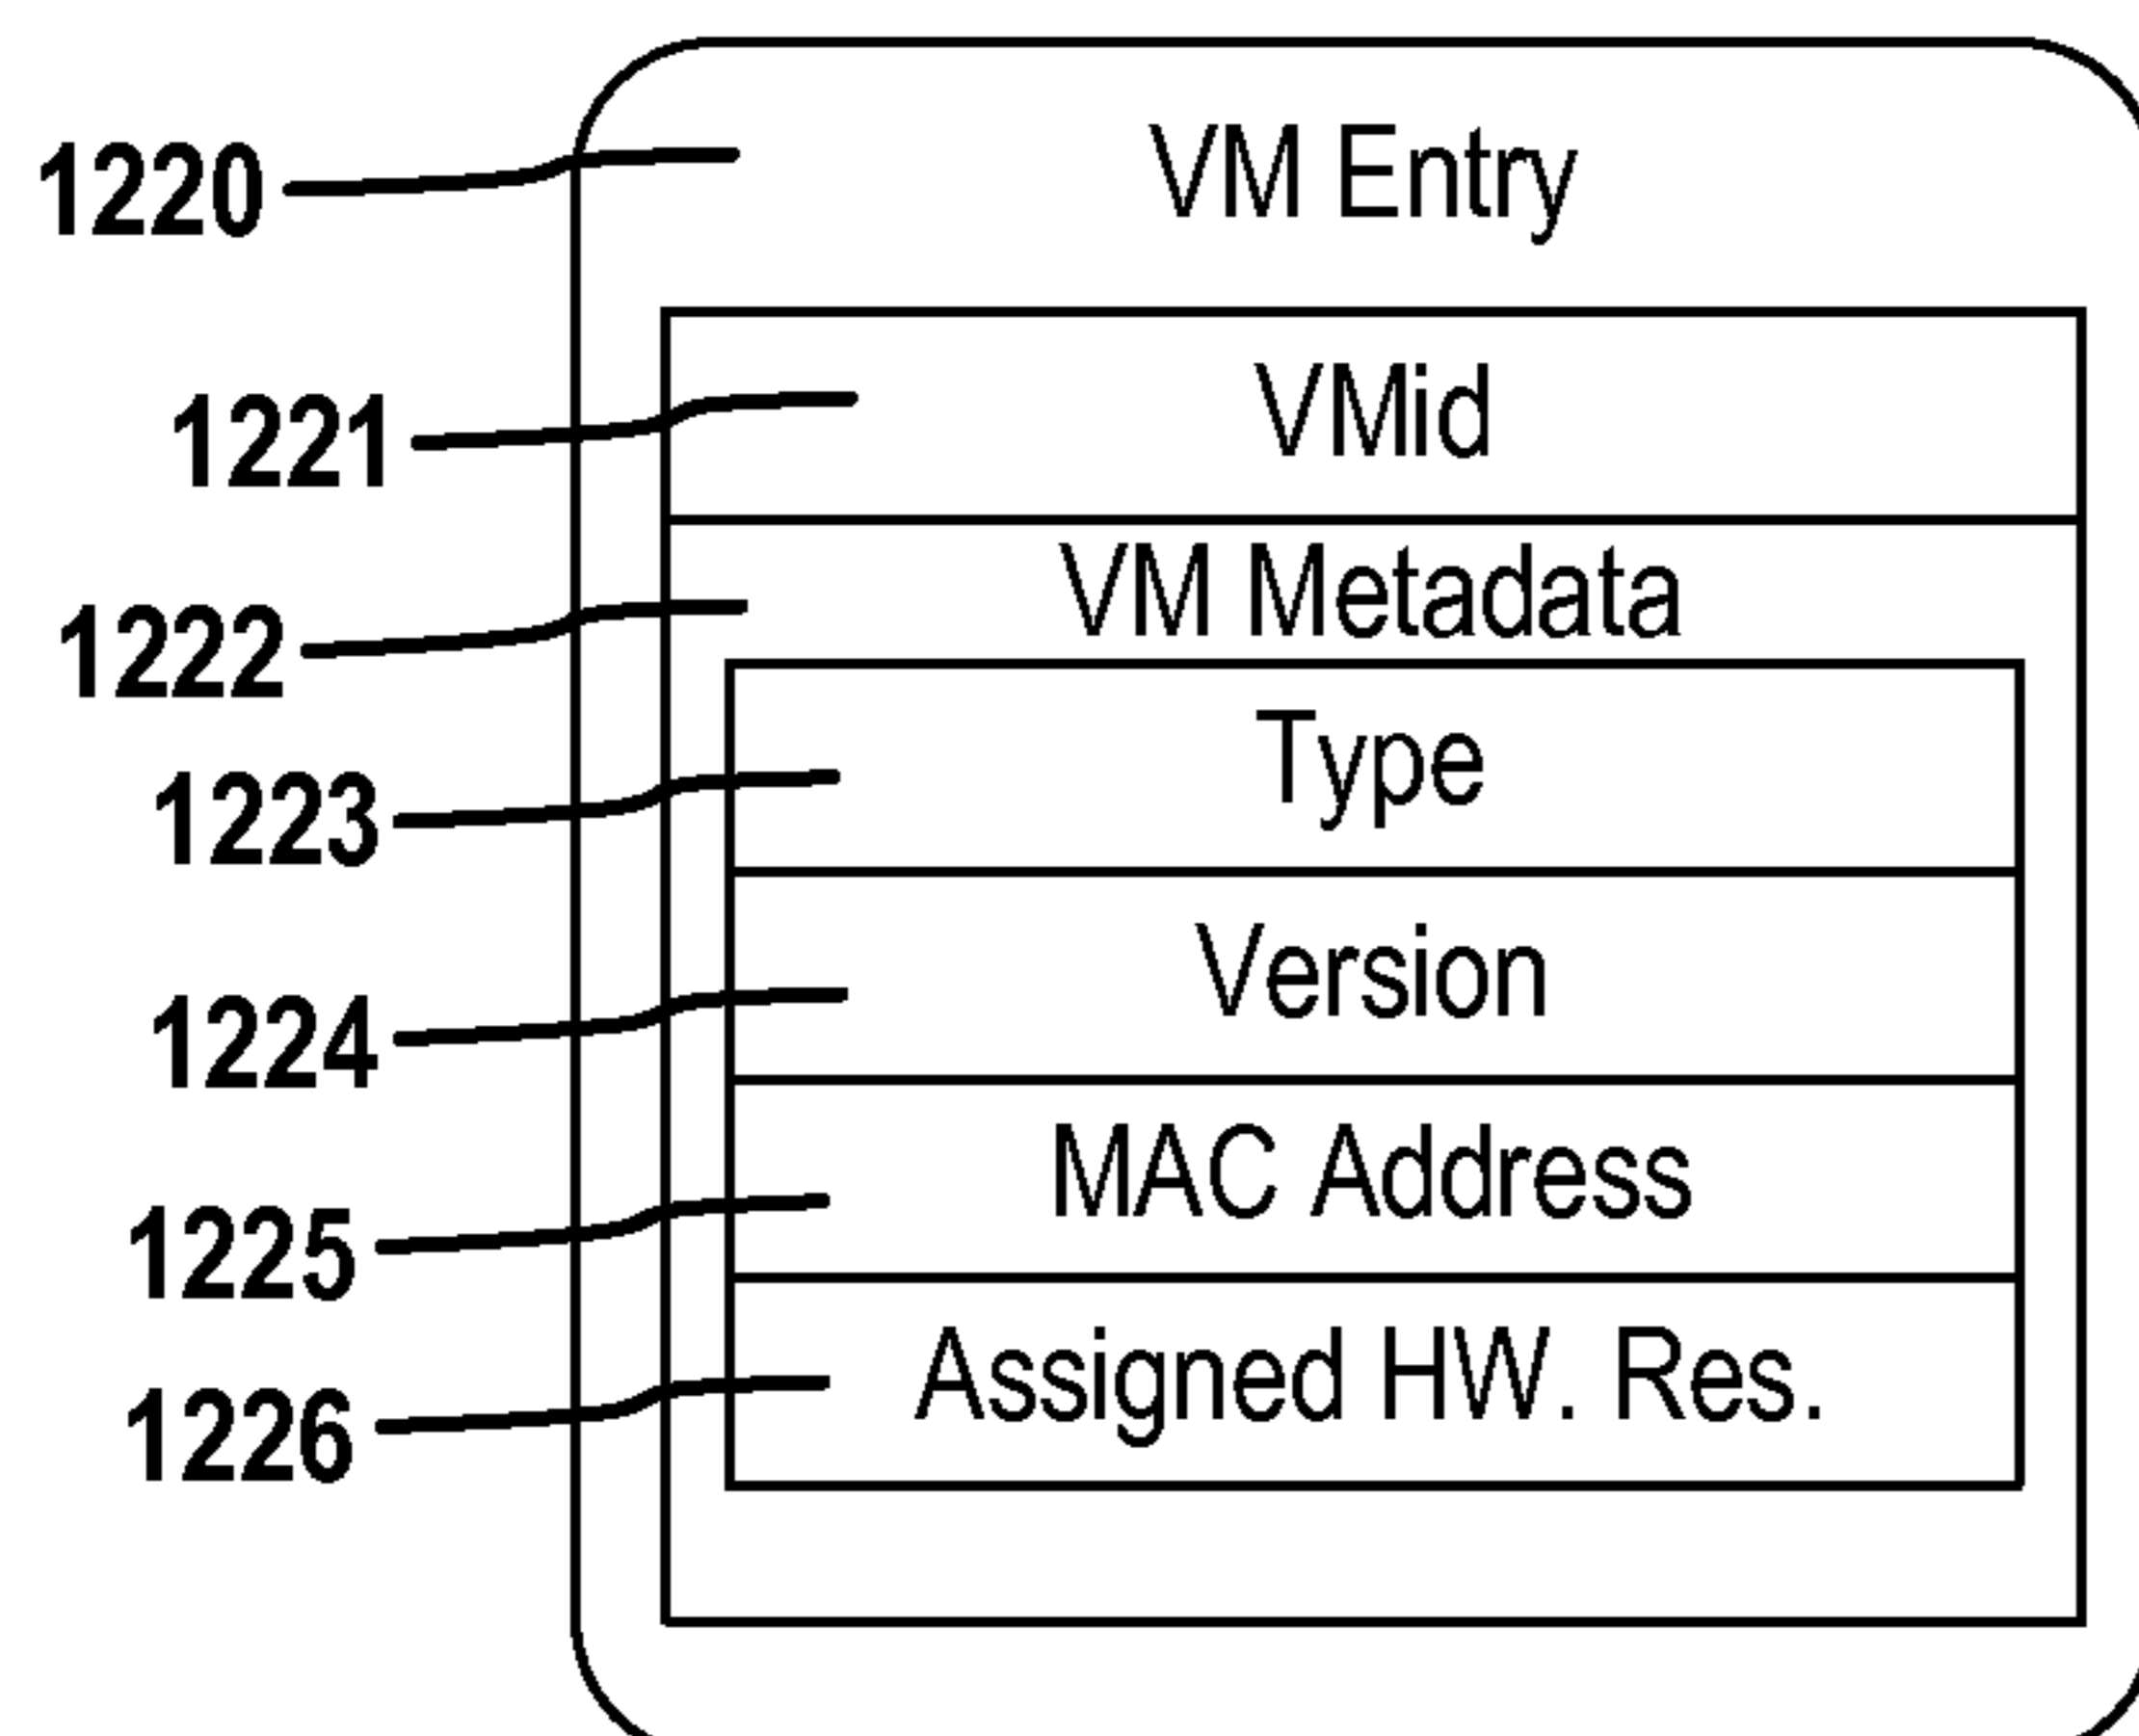 1220 VM Entry
1221 VMid
1222 VM Metadata
1223 Type
1224 Version
1225 MAC Address
1226 Assigned HW. Res.